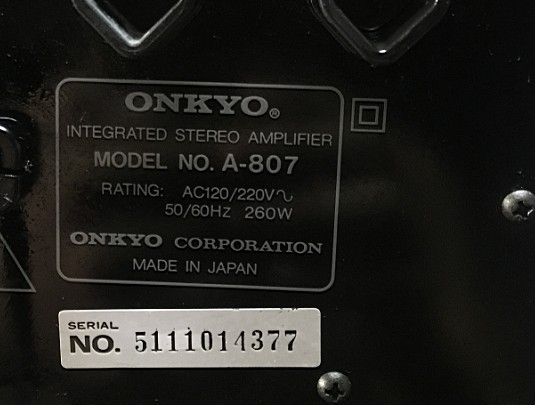 ONKYO®
INTEGRATED STEREO AMPLIFIER
MODEL NO. A-807
RATING: AC120/220V∿
50/60Hz 260W
ONKYO CORPORATION
MADE IN JAPAN
SERIAL
NO. 5111014377